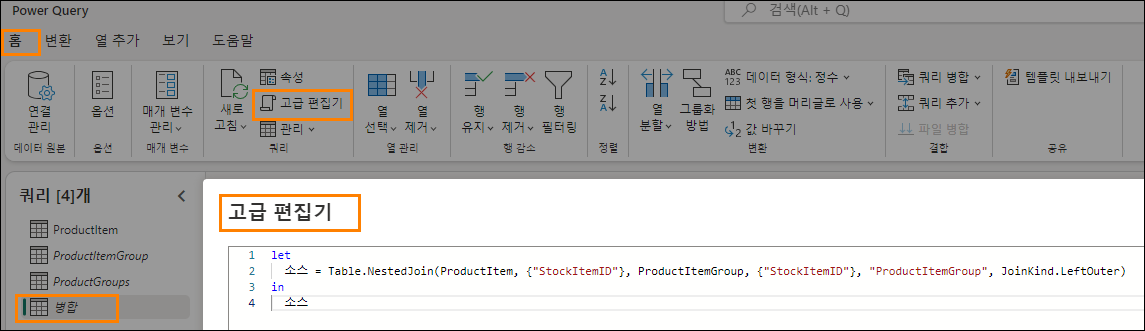 Power Query
검색(Alt + Q)
홈 변환 열 추가 보기 도움말
연결 관리
옵션
매개 변수 관리
새로 고침
속성
고급 편집기
관리
열 선택
열 제거
행 유지
행 제거
행 필터링
열 분할
그룹화 방법
데이터 형식: 정수
첫 행을 머리글로 사용
값 바꾸기
쿼리 병합
쿼리 추가
파일 병합
템플릿 내보내기
데이터 원본 옵션 매개 변수 쿼리 열 관리 행 감소 정렬 변환 결합 공유
쿼리 [4]개
ProductItem
ProductItemGroup
ProductGroups
병합
고급 편집기
1 let
2 소스 = Table.NestedJoin(ProductItem, {"StockItemID"}, ProductItemGroup, {"StockItemID"}, "ProductItemGroup", JoinKind.LeftOuter)
3 in
4 소스